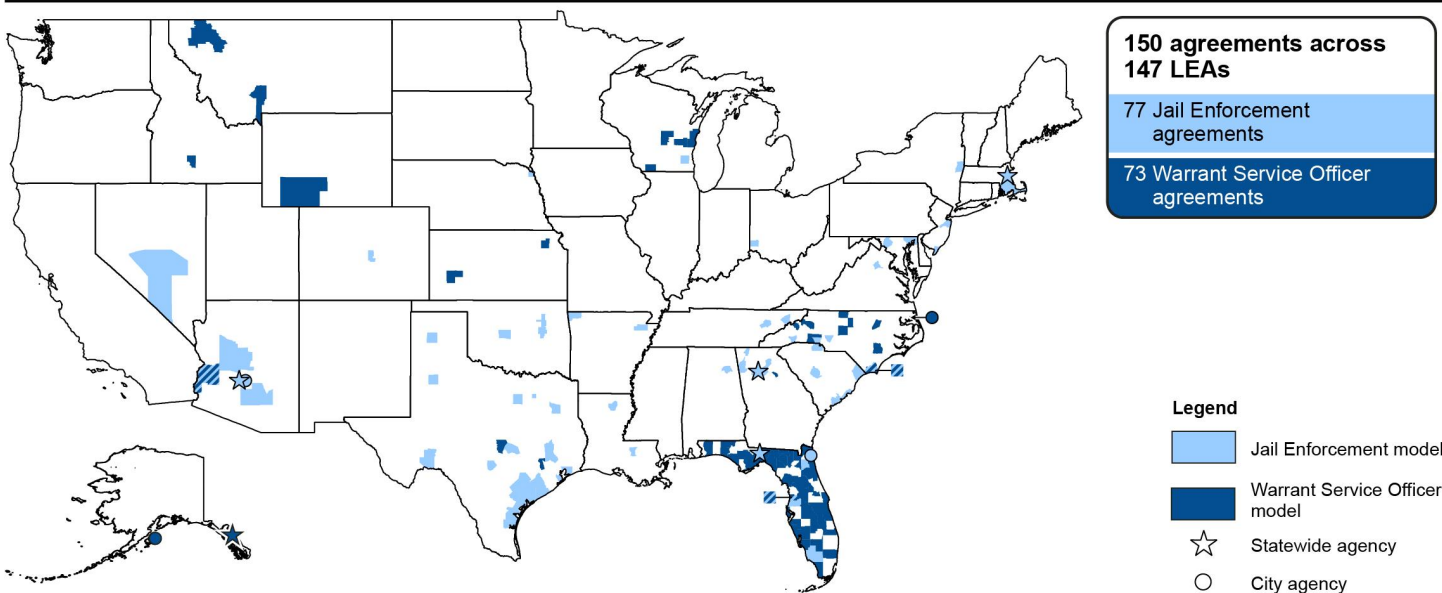 150 agreements across
147 LEAs
77 Jail Enforcement
agreements
73 Warrant Service Officer
agreements
Legend
Jail Enforcement model
Warrant Service Officer
model
Statewide agency
City agency